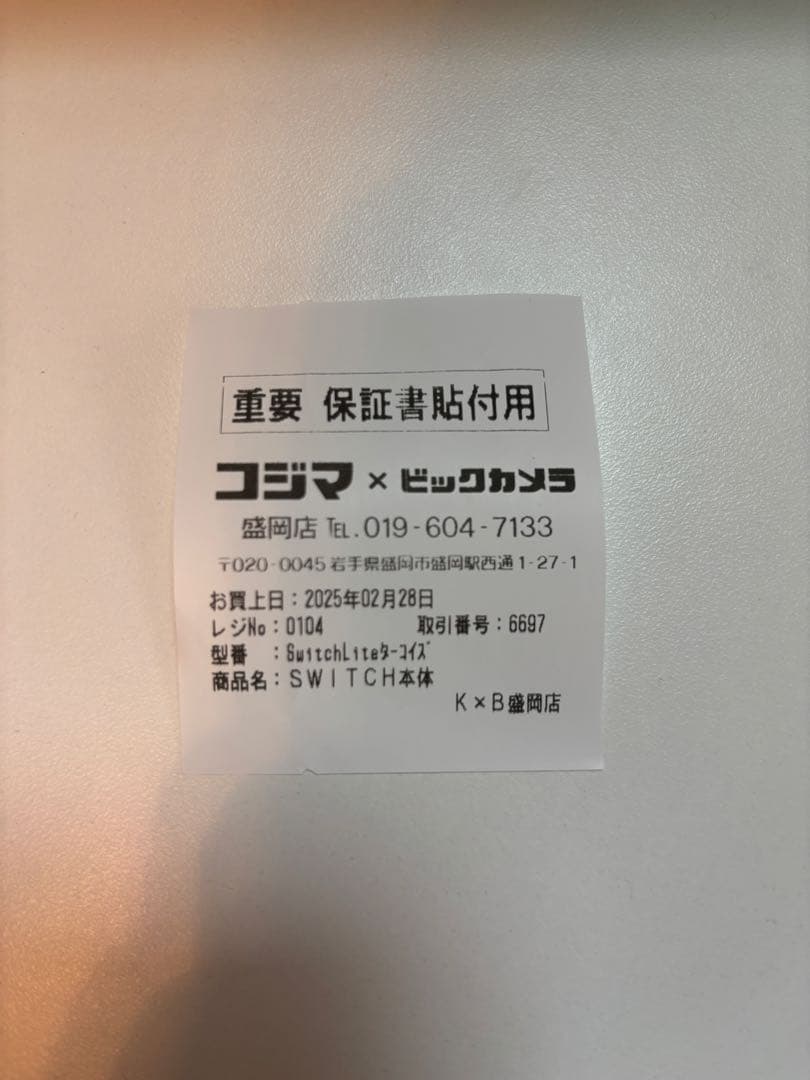 重要 保証書貼付用
コジマ×ビックカメラ
盛岡店 TEL.019-604-7133
〒020-0045 岩手県盛岡市盛岡駅西通1-27-1
お買上日：2025年02月28日
レジNo：0104 取引番号：6697
型番 ：SwitchLiteﾀｰｺｲｽﾞ
商品名：ＳＷＩＴＣＨ本体
Ｋ×Ｂ盛岡店